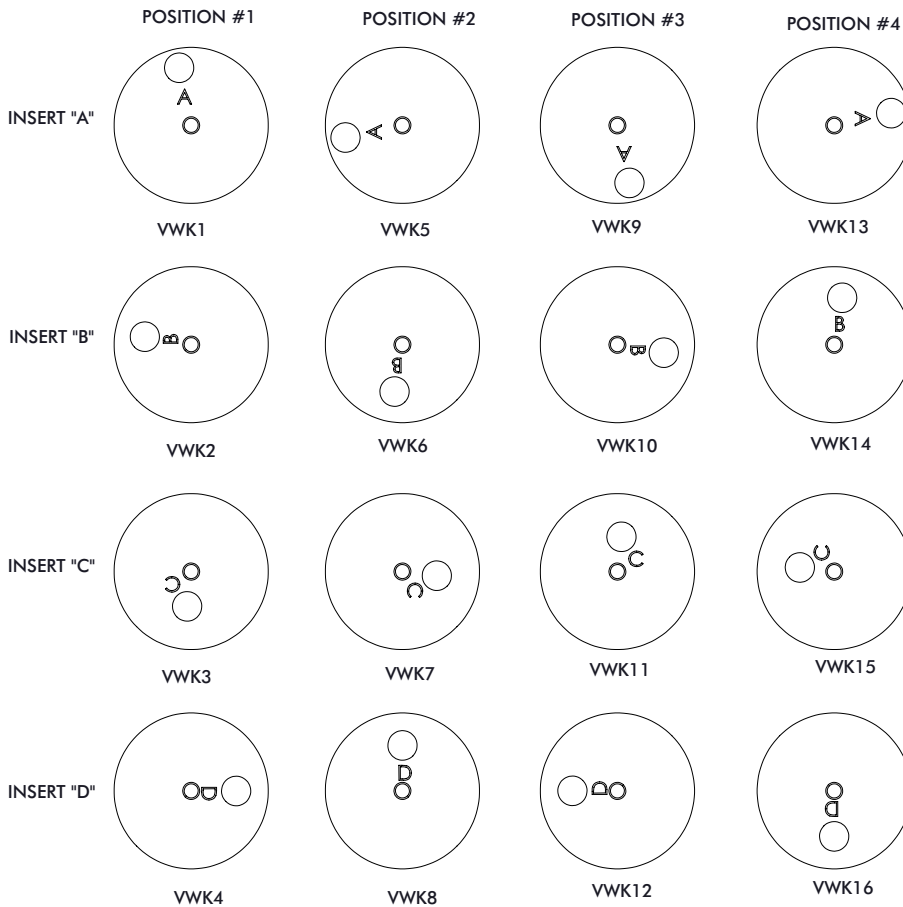 POSITION #1 POSITION #2 POSITION #3 POSITION #4
INSERT "A" A A A A
VWK1 VWK5 VWK9 VWK13
INSERT "B" B B B B
VWK2 VWK6 VWK10 VWK14
INSERT "C" C C C C
VWK3 VWK7 VWK11 VWK15
INSERT "D" D D D D
VWK4 VWK8 VWK12 VWK16